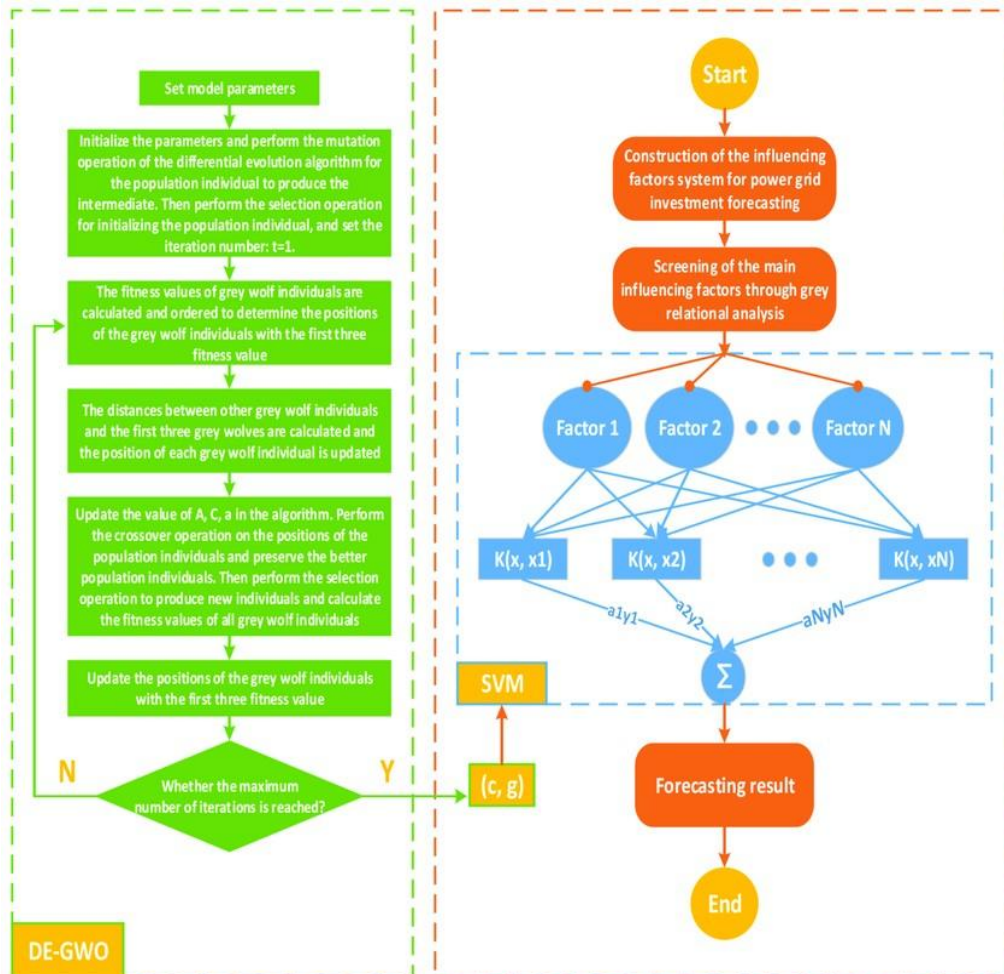 Set model parameters
Initialize the parameters and perform the mutation
operation of the differential evolution algorithm for
the population individual to produce the
intermediate. Then perform the selection operation
for initializing the population individual, and set the
iteration number: t=1.
The fitness values of grey wolf individuals are
calculated and ordered to determine the positions
of the grey wolf individuals with the first three
fitness value
The distances between other grey wolf individuals
and the first three grey wolves are calculated and
the position of each grey wolf individual is updated
Update the value of A, C, a in the algorithm. Perform
the crossover operation on the positions of the
population individuals and preserve the better
population individuals. Then perform the selection
operation to produce new individuals and calculate
the fitness values of all grey wolf individuals
Update the positions of the grey wolf individuals
with the first three fitness value
N
Y
Whether the maximum
number of iterations is reached?
DE-GWO
Start
Construction of the influencing
factors system for power grid
investment forecasting
Screening of the main
influencing factors through grey
relational analysis
Factor 1
Factor 2
Factor N
K(x, x1)
K(x, x2)
K(x, xN)
a1y1
a2y2
aNyN
Σ
SVM
(c, g)
Forecasting result
End